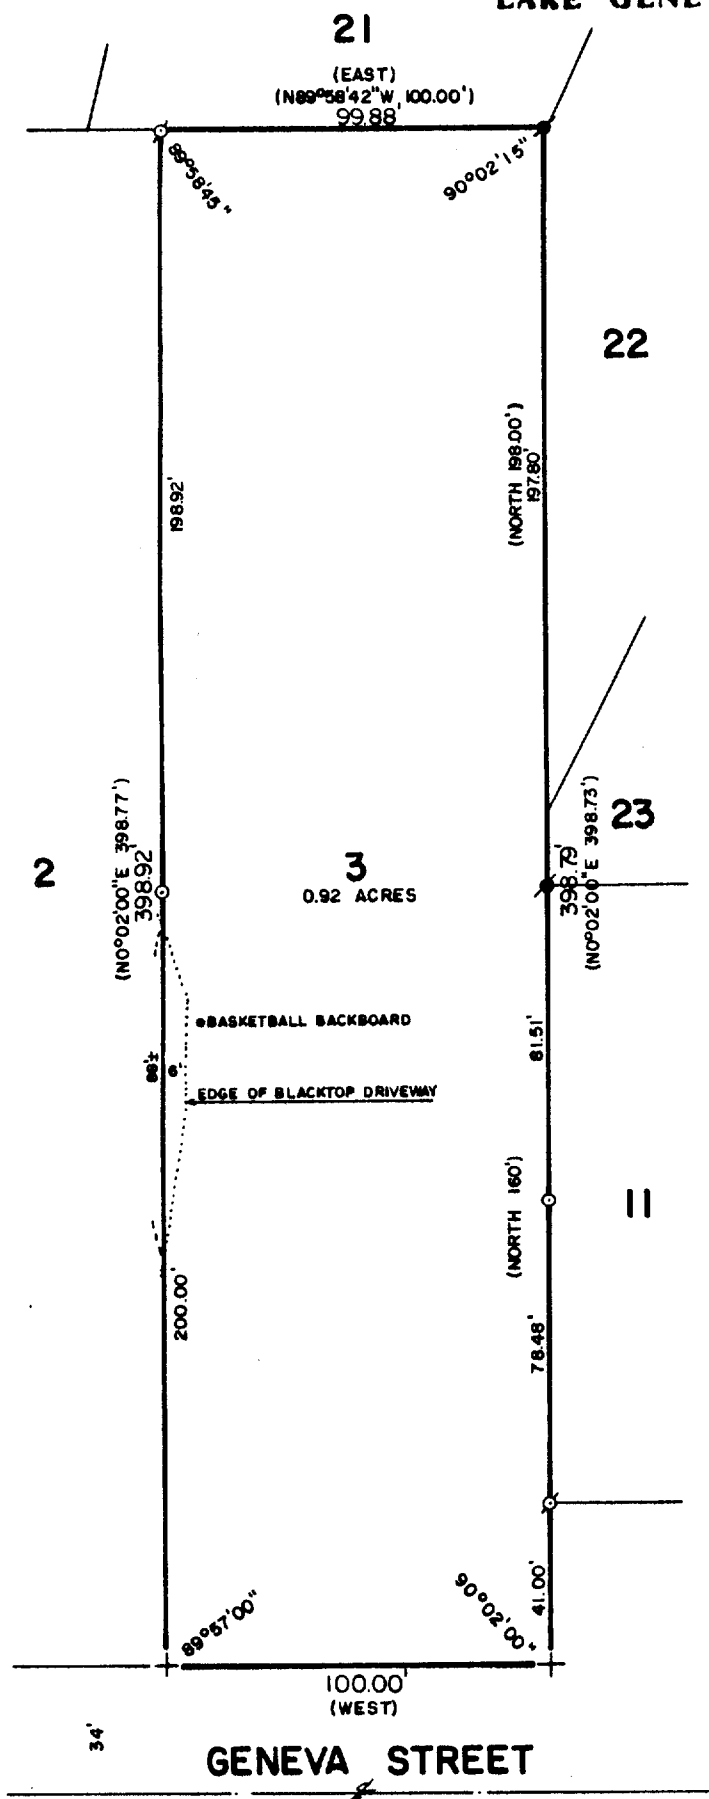 LAKE GENE
21
(EAST)
(N89°58'42"W, 100.00')
99.88'
89°58'45"
90°02'15"
22
(NORTH 198.00')
197.80'
198.92'
(N0°02'00"E 398.77')
398.92'
2
3
0.92 ACRES
398.79'
(N0°02'00"E 398.73')
23
BASKETBALL BACKBOARD
6'
EDGE OF BLACKTOP DRIVEWAY
81.51'
(NORTH 160')
11
200.00'
78.48'
41.00'
89°57'00"
90°02'00"
100.00'
(WEST)
34'
GENEVA STREET